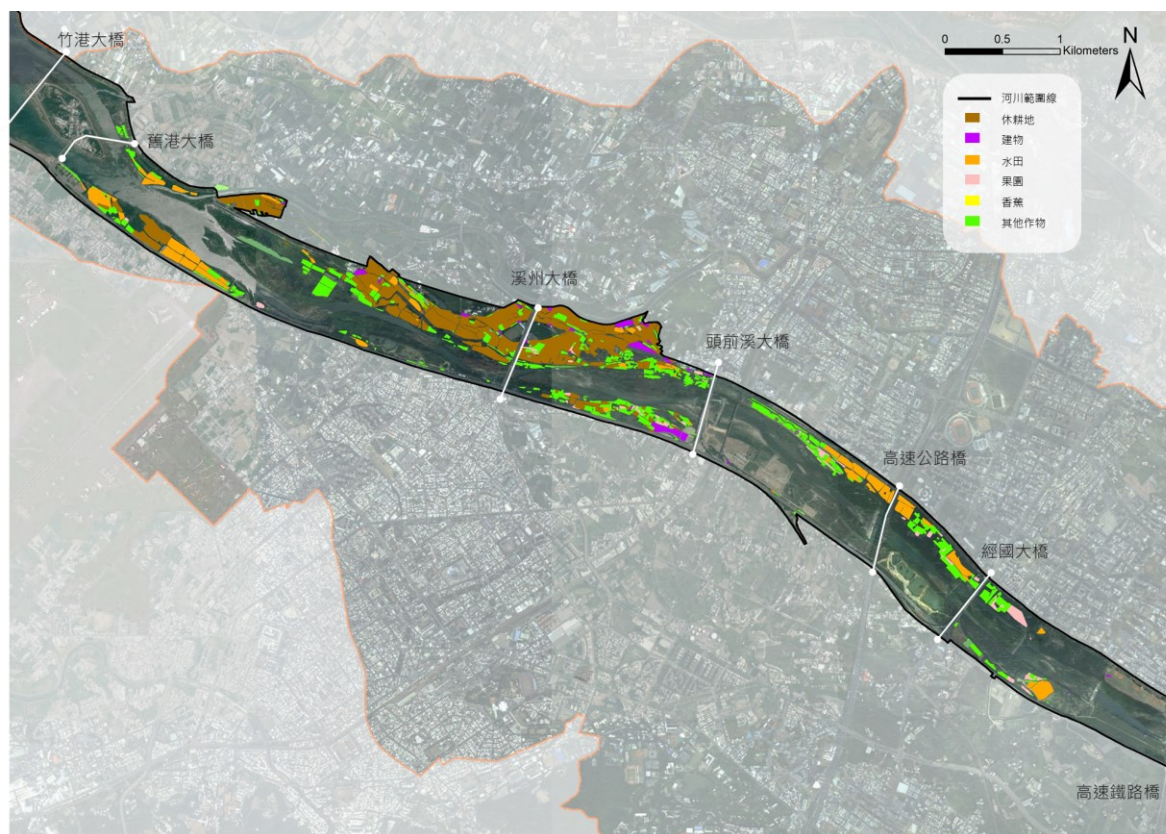 竹港大橋
舊港大橋
溪州大橋
頭前溪大橋
高速公路橋
經國大橋
高速鐵路橋
0 0.5 1
Kilometers
N
河川範圍線
休耕地
建物
水田
果園
香蕉
其他作物